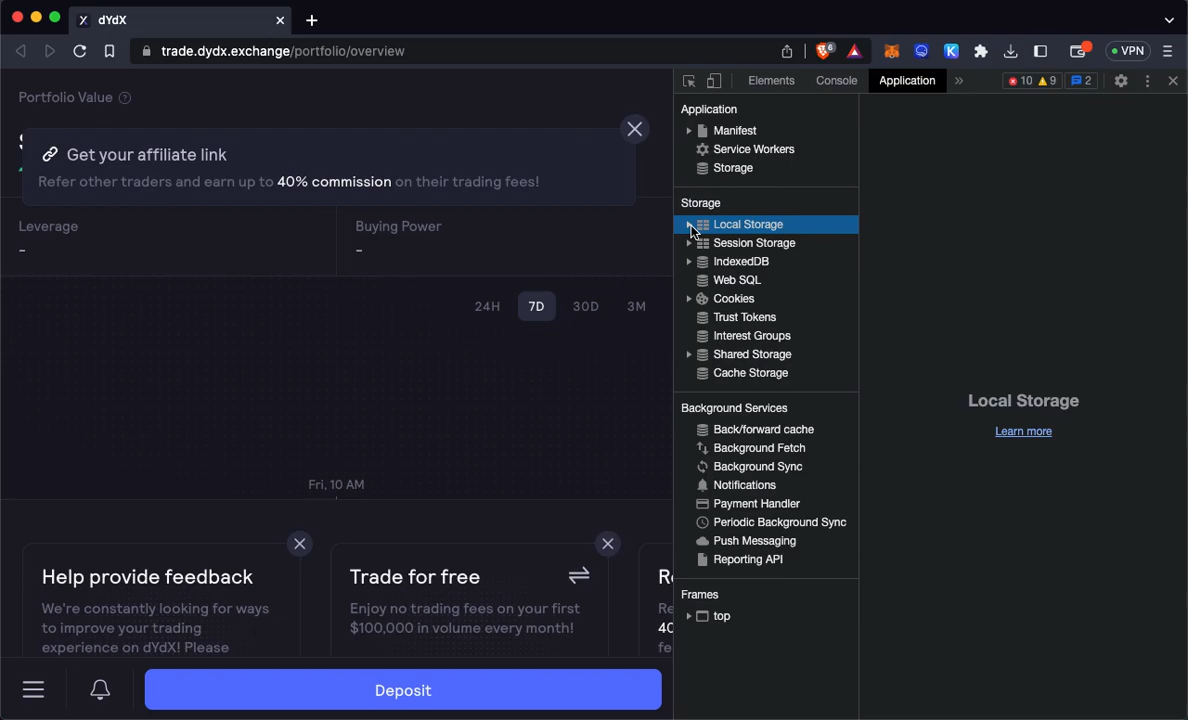 dYdX
trade.dydx.exchange/portfolio/overview
6
VPN
Portfolio Value
Get your affiliate link
Refer other traders and earn up to 40% commission on their trading fees!
Leverage
-
Buying Power
-
24H 7D 30D 3M
Fri, 10 AM
Help provide feedback
We're constantly looking for ways
to improve your trading
experience on dYdX! Please
Trade for free
Enjoy no trading fees on your first
$100,000 in volume every month!
Deposit
Elements Console Application » 10 9 2
Application
Manifest
Service Workers
Storage
Storage
Local Storage
Session Storage
IndexedDB
Web SQL
Cookies
Trust Tokens
Interest Groups
Shared Storage
Cache Storage
Background Services
Back/forward cache
Background Fetch
Background Sync
Notifications
Payment Handler
Periodic Background Sync
Push Messaging
Reporting API
Frames
top
Local Storage
Learn more